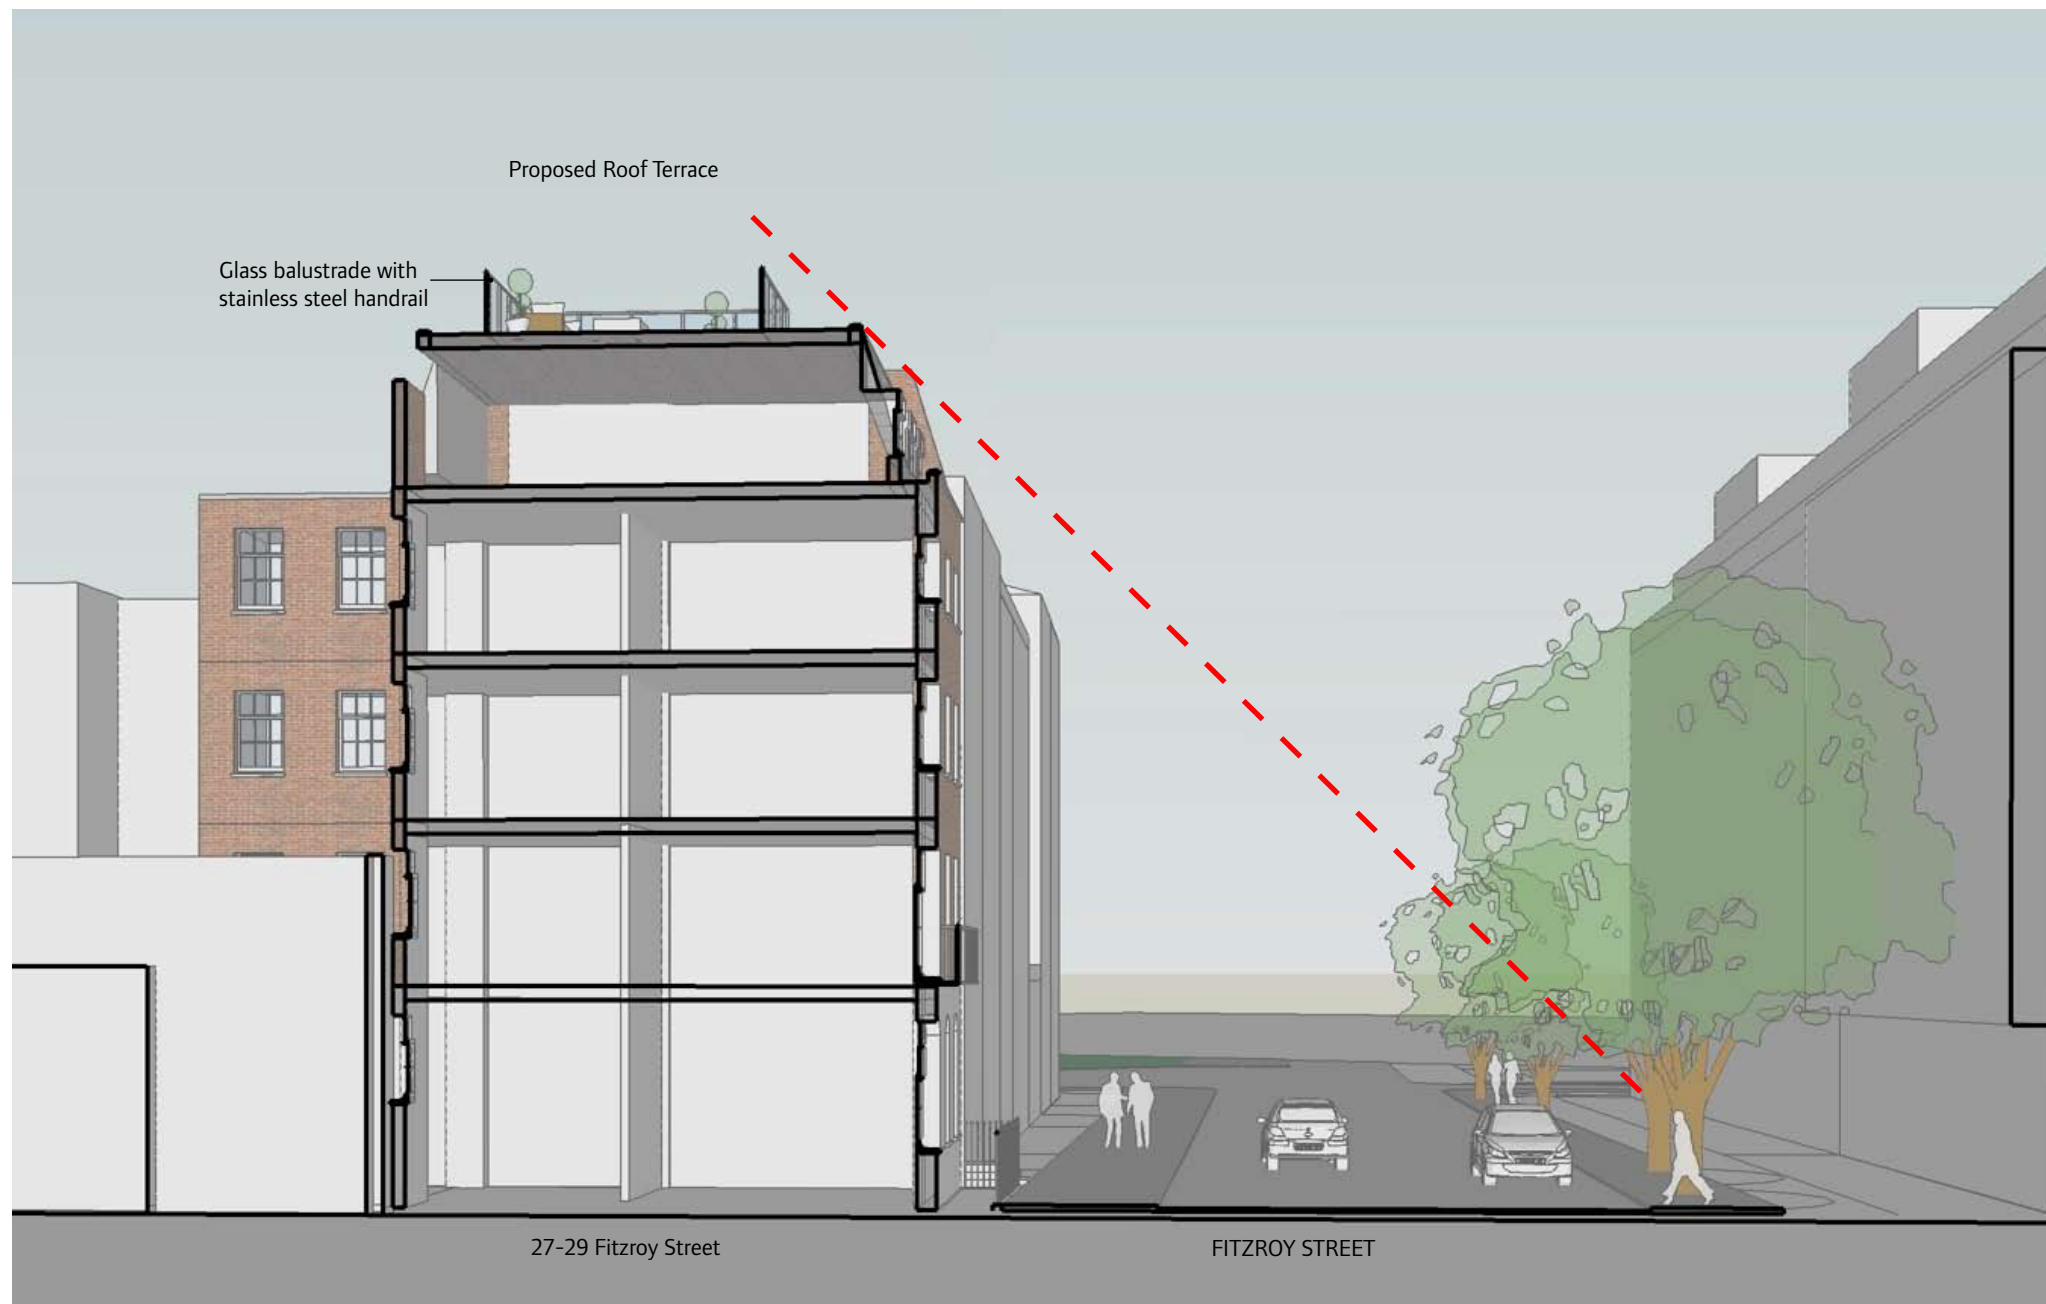 Proposed Roof Terrace
Glass balustrade with
stainless steel handrail
27-29 Fitzroy Street
FITZROY STREET